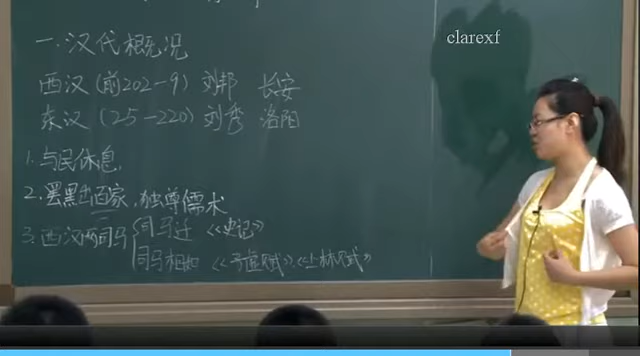 clarexf
一.汉代概况
西汉(前202-9) 刘邦 长安
东汉(25-220) 刘秀 洛阳
1.与民休息.
2.罢黜百家,独尊儒术
3.西汉两司马
司马迁 《史记》
司马相如 《子虚赋》、《上林赋》